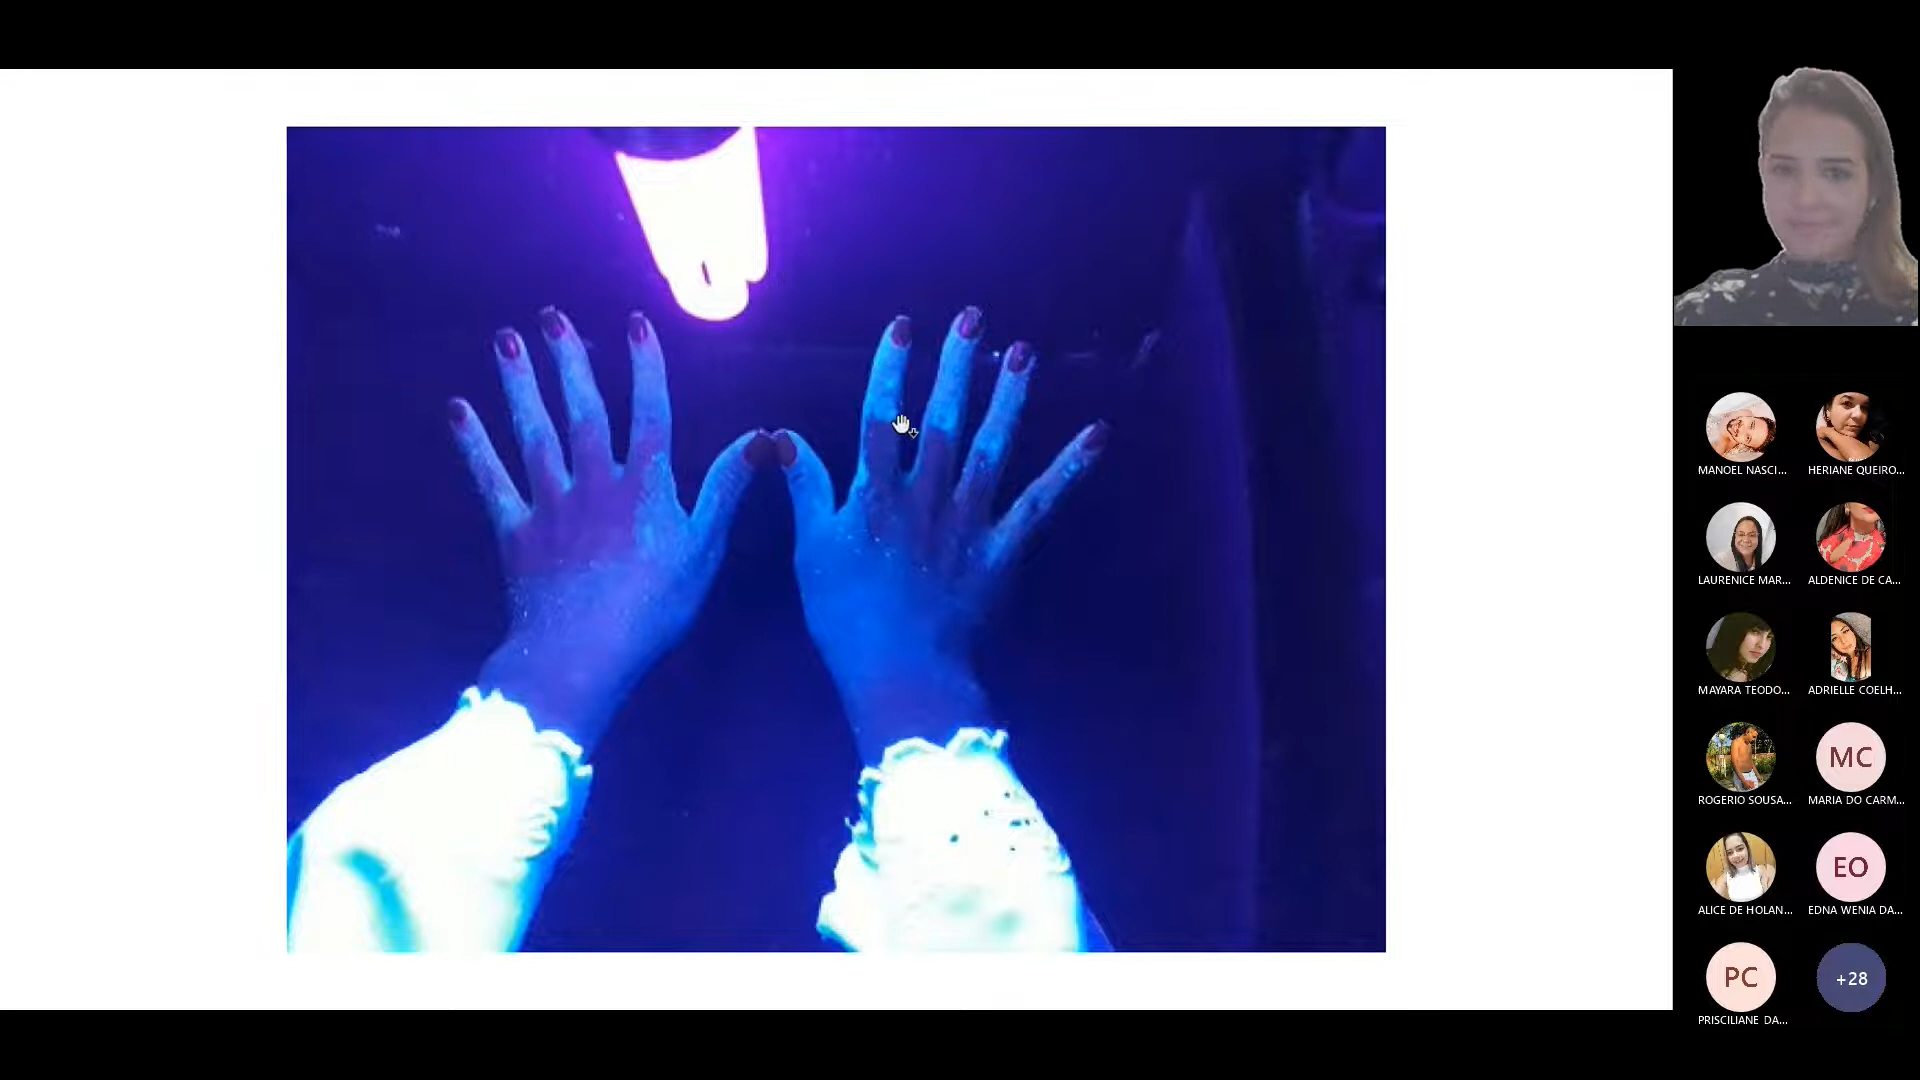 MANOEL NASCI...
HERIANE QUEIRO...
LAURENICE MAR...
ALDENICE DE CA...
MAYARA TEODO...
ADRIELLE COELH...
ROGERIO SOUSA...
MC
MARIA DO CARM...
ALICE DE HOLAN...
EO
EDNA WENIA DA...
PC
PRISCILIANE DA...
+28